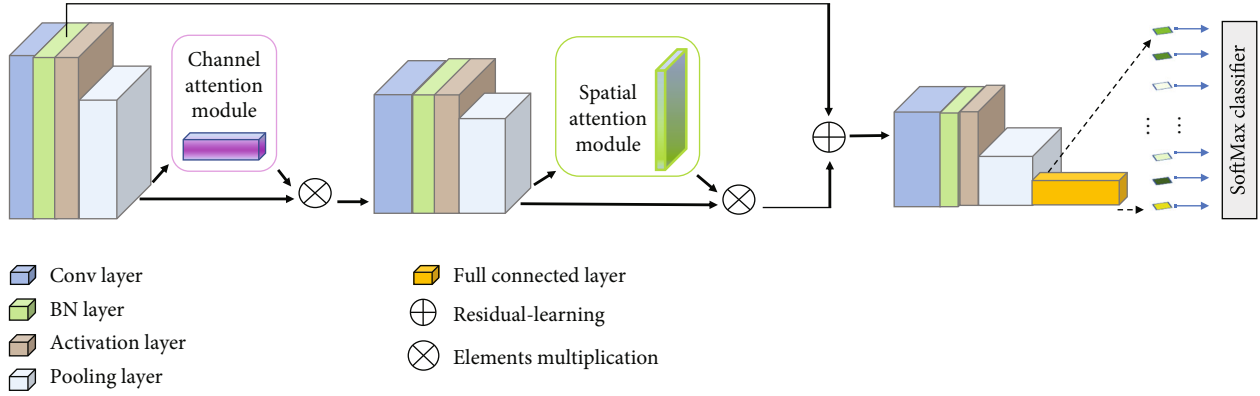 Channel
attention
module
Spatial
attention
module
SoftMax classifier
Conv layer
BN layer
Activation layer
Pooling layer
Full connected layer
Residual-learning
Elements multiplication